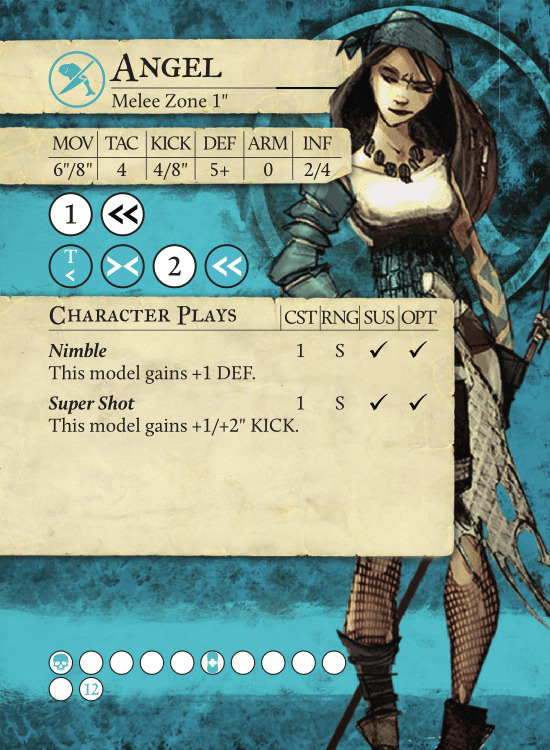 Angel
Melee Zone 1"
MOV TAC KICK DEF ARM INF
6"/8" 4 4/8" 5+ 0 2/4
1 <<
T < >< 2 <<
Character Plays CST RNG SUS OPT
Nimble 1 S ✓ ✓
This model gains +1 DEF.
Super Shot 1 S ✓ ✓
This model gains +1/+2" KICK.
12